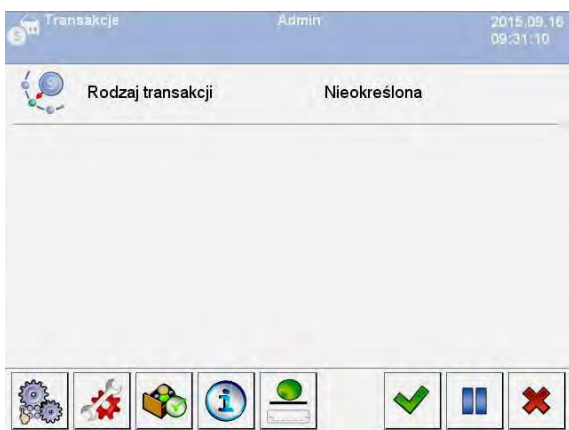 Transakcje
Admin
2015.09.16
09:31:10
Rodzaj transakcji
Nieokreślona